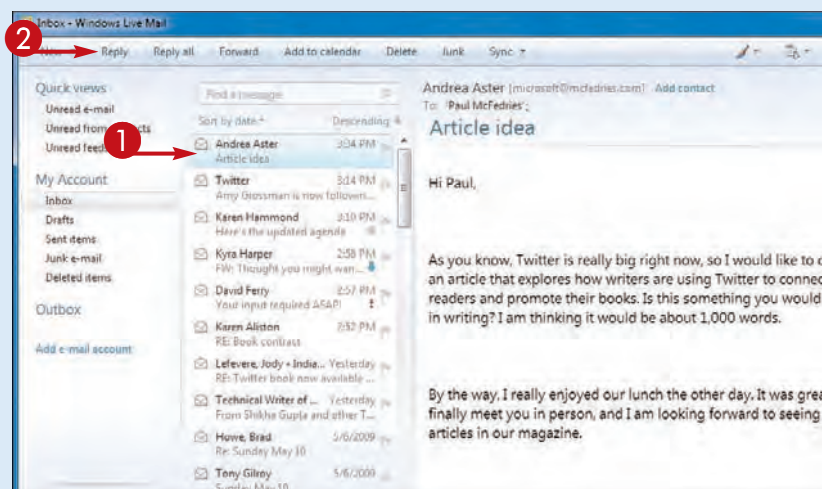 Inbox - Windows Live Mail
2
New Reply Reply all Forward Add to calendar Delete Junk Sync
Quick views
Unread e-mail
Unread from
Unread feeds
1
My Account
Inbox
Drafts
Sent items
Junk e-mail
Deleted items
Outbox
Add e-mail account
Find a message
Sort by date Descending
Andrea Aster 3:34 PM
Article idea
Twitter 3:14 PM
Amy Grossman is now followin...
Karen Hammond 3:10 PM
Here's the updated agenda
Kyra Harper 2:58 PM
FW: Thought you might wan...
David Ferry 2:57 PM
Your input required ASAP! !
Karen Aliston 2:52 PM
RE: Book contract
Lefevere, Jody • India... Yesterday
RE: Twitter book now available ...
Technical Writer of ... Yesterday
From Shikha Gupta and other T...
Howe, Brad 5/6/2009
Re: Sunday May 10
Tony Gilroy 5/6/2009
Sunday May 10
Andrea Aster [microsoft@mcfedries.com] Add contact
To: 'Paul McFedries';
Article idea
Hi Paul,
As you know, Twitter is really big right now, so I would like to
an article that explores how writers are using Twitter to connec
readers and promote their books. Is this something you would
in writing? I am thinking it would be about 1,000 words.
By the way, I really enjoyed our lunch the other day. It was grea
finally meet you in person, and I am looking forward to seeing
articles in our magazine.